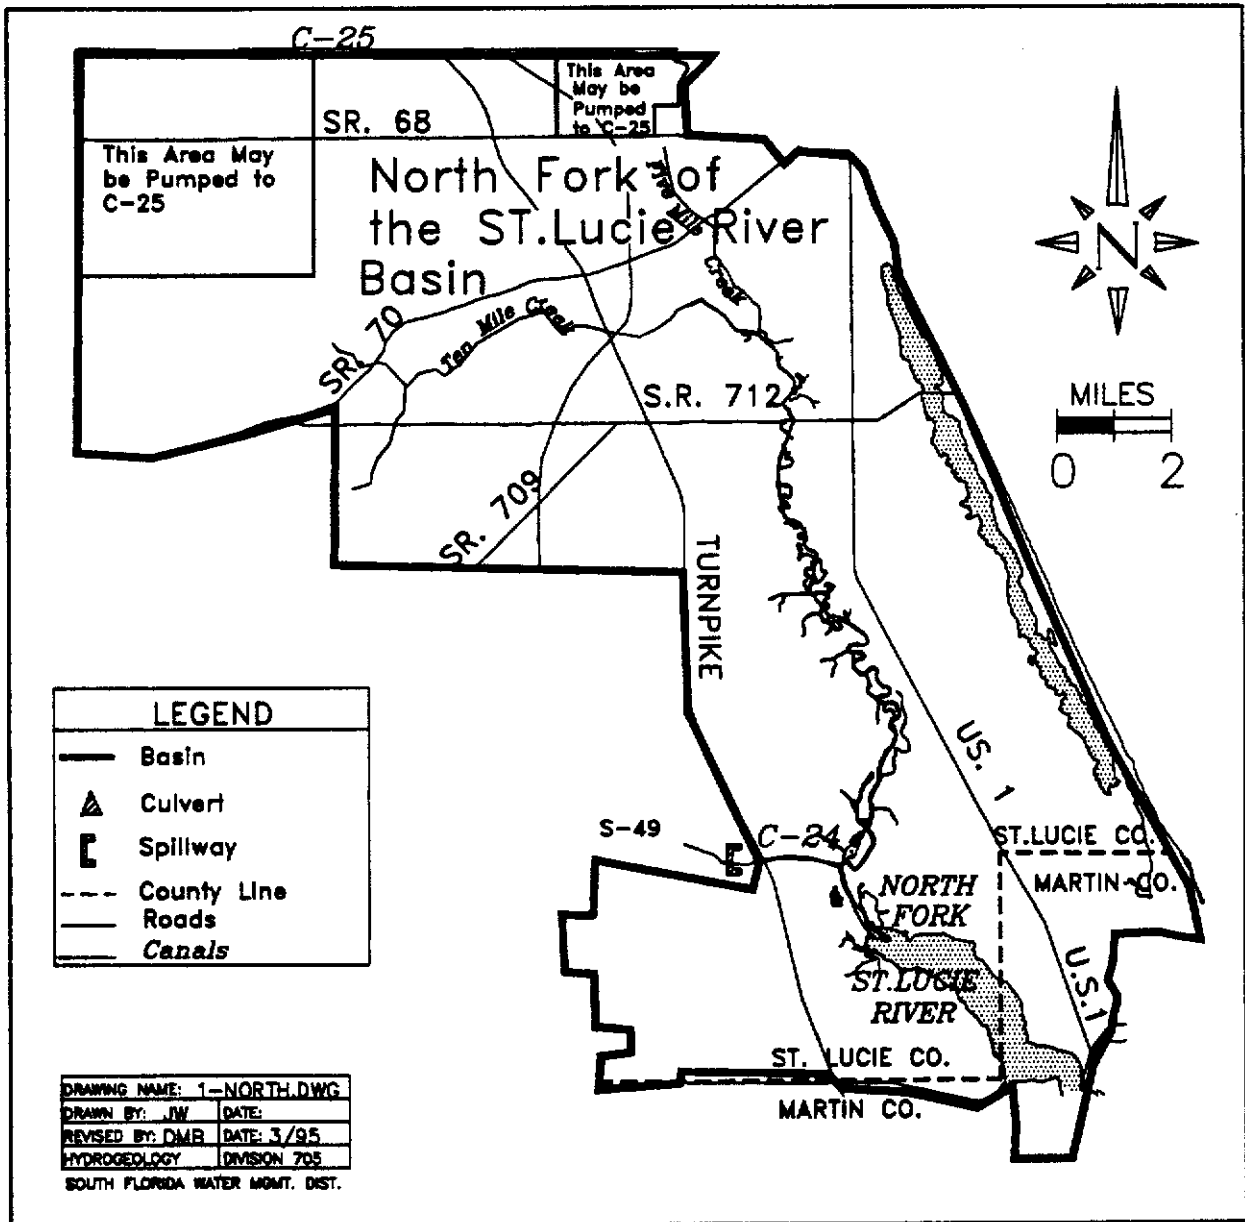 C-25
This Area
May be
Pumped
to C-25
SR. 68
This Area May
be Pumped to
C-25
North Fork of
the ST.Lucie River
Basin
Five Mile Creek
Ten Mile Creek
SR. 70
S.R. 712
SR. 709
TURNPIKE
N
MILES
0 2
LEGEND
Basin
Culvert
Spillway
County Line
Roads
Canals
US. 1
S-49
C-24
ST.LUCIE CO.
MARTIN CO.
NORTH
FORK
ST.LUCIE
RIVER
U.S.1
ST. LUCIE CO.
MARTIN CO.
DRAWING NAME: 1-NORTH.DWG
DRAWN BY: JW DATE:
REVISED BY: DMR DATE: 3/95
HYDROGEOLOGY DIVISION 705
SOUTH FLORIDA WATER MGMT. DIST.